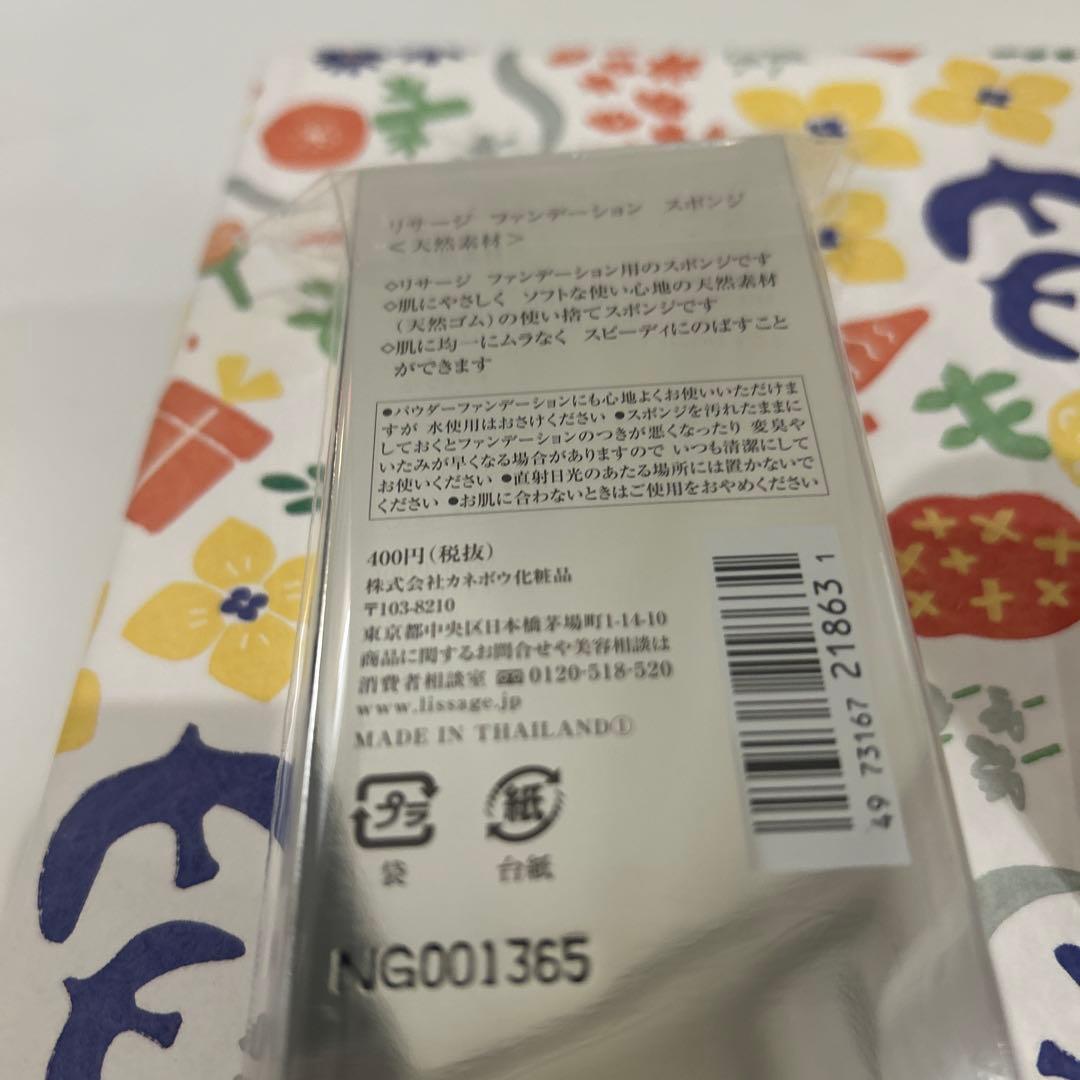 リサージ ファンデーション スポンジ
＜天然素材＞
◇リサージ ファンデーション用のスポンジです
◇肌にやさしく ソフトな使い心地の天然素材
（天然ゴム）の使い捨てスポンジです
◇肌に均一にムラなく スピーディにのばすこと
ができます
●パウダーファンデーションにも心地よくお使いいただけま
すが 水使用はおさけください ●スポンジを汚れたままに
しておくとファンデーションのつきが悪くなったり 変臭や
いたみが早くなる場合がありますので いつも清潔にして
お使いください ●直射日光のあたる場所には置かないで
ください ●お肌に合わないときはご使用をおやめください
400円（税抜）
株式会社カネボウ化粧品
〒103-8210
東京都中央区日本橋茅場町1-14-10
商品に関するお問合せや美容相談は
消費者相談室 0120-518-520
www.lissage.jp
MADE IN THAILAND①
プラ
袋
紙
台紙
NG001365
49 73167 21863 1